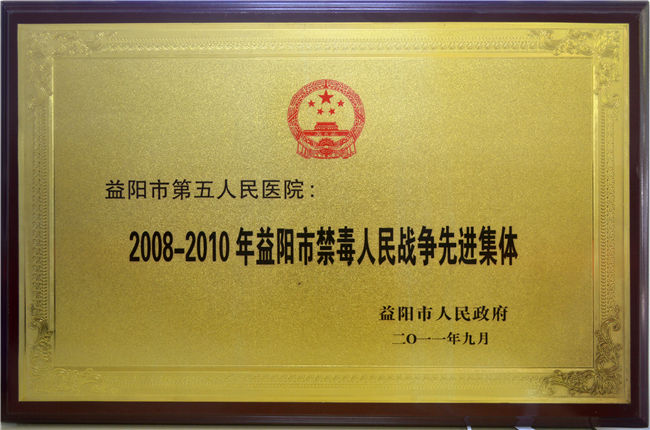 益阳市第五人民医院：
2008-2010年益阳市禁毒人民战争先进集体
益阳市人民政府
二〇一一年九月